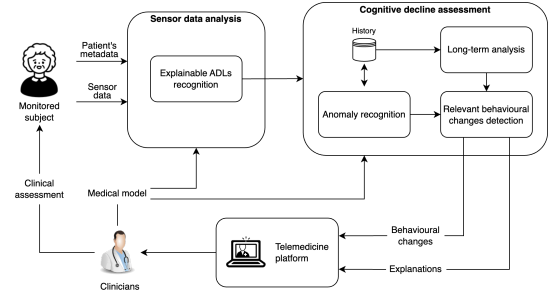 Sensor data analysis
Cognitive decline assessment
Patient's
metadata
Sensor
data
Monitored
subject
Explainable ADLs
recognition
History
Long-term analysis
Anomaly recognition
Relevant behavioural
changes detection
Clinical
assessment
Medical model
Clinicians
Telemedicine
platform
Behavioural
changes
Explanations